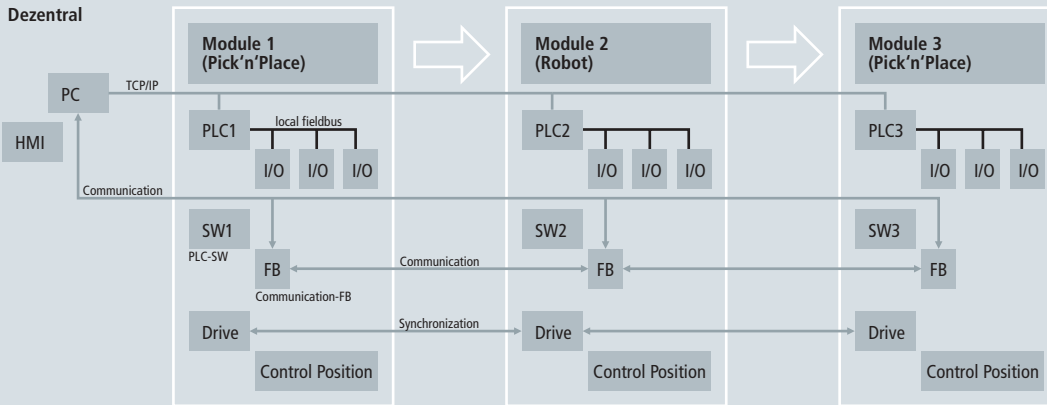 Dezentral
Module 1
(Pick'n'Place)
Module 2
(Robot)
Module 3
(Pick'n'Place)
PC
TCP/IP
HMI
PLC1
local fieldbus
I/O
I/O
I/O
PLC2
I/O
I/O
I/O
PLC3
I/O
I/O
I/O
Communication
SW1
PLC-SW
FB
Communication-FB
Communication
SW2
FB
SW3
FB
Drive
Synchronization
Drive
Drive
Control Position
Control Position
Control Position